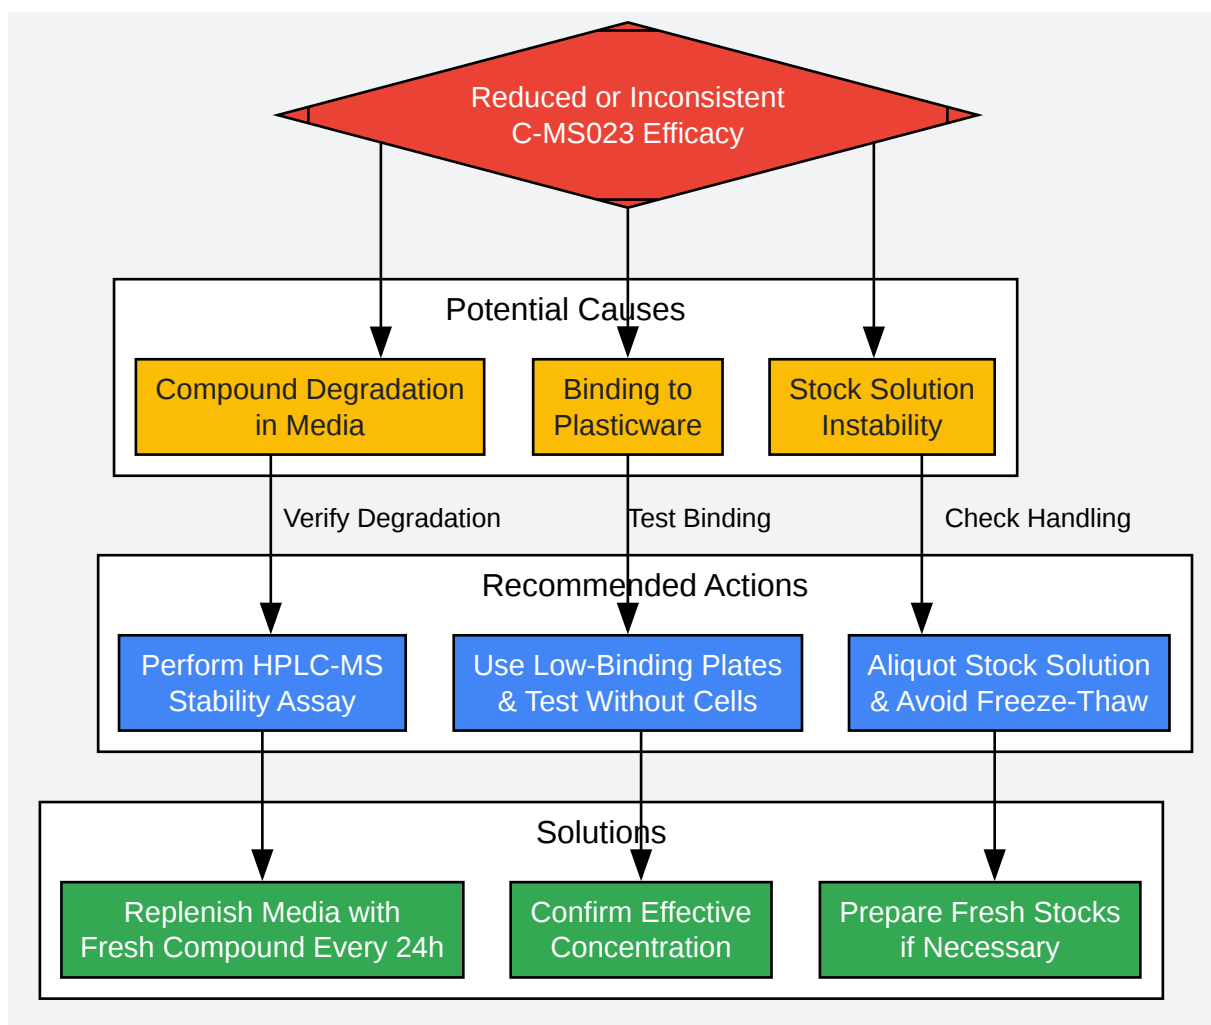 Reduced or Inconsistent
C-MS023 Efficacy
Potential Causes
Compound Degradation
in Media
Binding to
Plasticware
Stock Solution
Instability
Verify Degradation
Test Binding
Check Handling
Recommended Actions
Perform HPLC-MS
Stability Assay
Use Low-Binding Plates
& Test Without Cells
Aliquot Stock Solution
& Avoid Freeze-Thaw
Solutions
Replenish Media with
Fresh Compound Every 24h
Confirm Effective
Concentration
Prepare Fresh Stocks
if Necessary